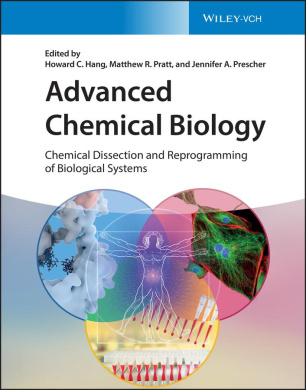 WILEY-VCH
Edited by
Howard C. Hang, Matthew R. Pratt, and Jennifer A. Prescher
Advanced
Chemical Biology
Chemical Dissection and Reprogramming
of Biological Systems